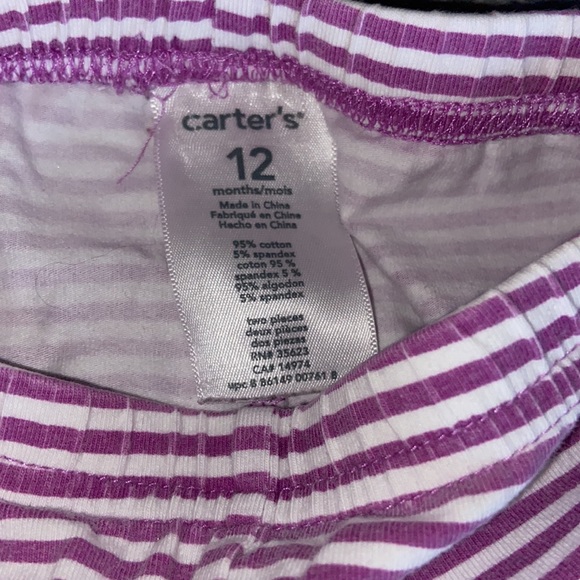 carter's®
12
months/mois
Made in China
Fabriqué en Chine
Hecho en China
95% cotton
5% spandex
coton 95 %
spandex 5 %
95% algodon
5% spandex
two pieces
deux pièces
dos piezas
RN# 35623
CA# 14974
upc 8 86149 00761 8